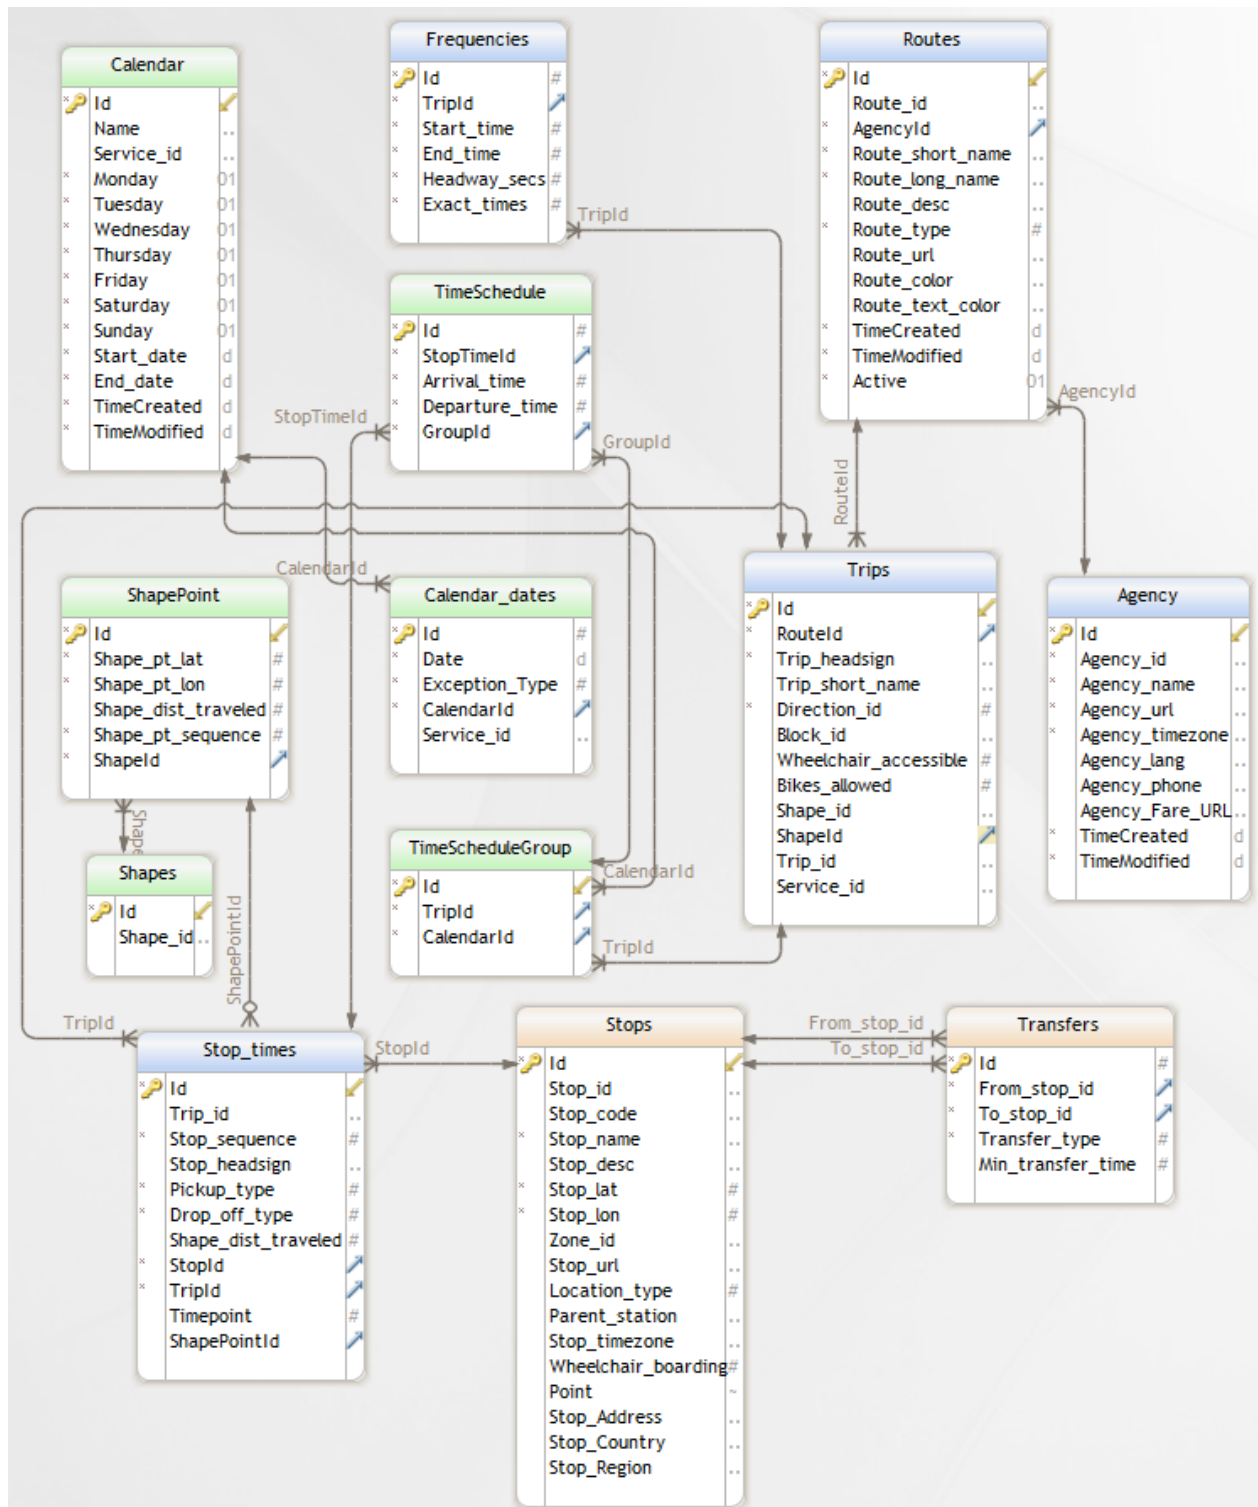 Calendar
Id
Name
Service_id
Monday
Tuesday
Wednesday
Thursday
Friday
Saturday
Sunday
Start_date
End_date
TimeCreated
TimeModified
Frequencies
Id
TripId
Start_time
End_time
Headway_secs
Exact_times
TripId
Routes
Id
Route_id
AgencyId
Route_short_name
Route_long_name
Route_desc
Route_type
Route_url
Route_color
Route_text_color
TimeCreated
TimeModified
Active
AgencyId
TimeSchedule
Id
StopTimeId
Arrival_time
Departure_time
GroupId
StopTimeId
GroupId
RouteId
CalendarId
ShapePoint
Id
Shape_pt_lat
Shape_pt_lon
Shape_dist_traveled
Shape_pt_sequence
ShapeId
Calendar_dates
Id
Date
Exception_Type
CalendarId
Service_id
Trips
Id
RouteId
Trip_headsign
Trip_short_name
Direction_id
Block_id
Wheelchair_accessible
Bikes_allowed
Shape_id
ShapeId
Trip_id
Service_id
Agency
Id
Agency_id
Agency_name
Agency_url
Agency_timezone
Agency_lang
Agency_phone
Agency_Fare_URL
TimeCreated
TimeModified
Shape
Shapes
Id
Shape_id
ShapePointId
TimeScheduleGroup
Id
TripId
CalendarId
CalendarId
TripId
TripId
Stop_times
Id
Trip_id
Stop_sequence
Stop_headsign
Pickup_type
Drop_off_type
Shape_dist_traveled
StopId
TripId
Timepoint
ShapePointId
StopId
Stops
Id
Stop_id
Stop_code
Stop_name
Stop_desc
Stop_lat
Stop_lon
Zone_id
Stop_url
Location_type
Parent_station
Stop_timezone
Wheelchair_boarding
Point
Stop_Address
Stop_Country
Stop_Region
From_stop_id
To_stop_id
Transfers
Id
From_stop_id
To_stop_id
Transfer_type
Min_transfer_time